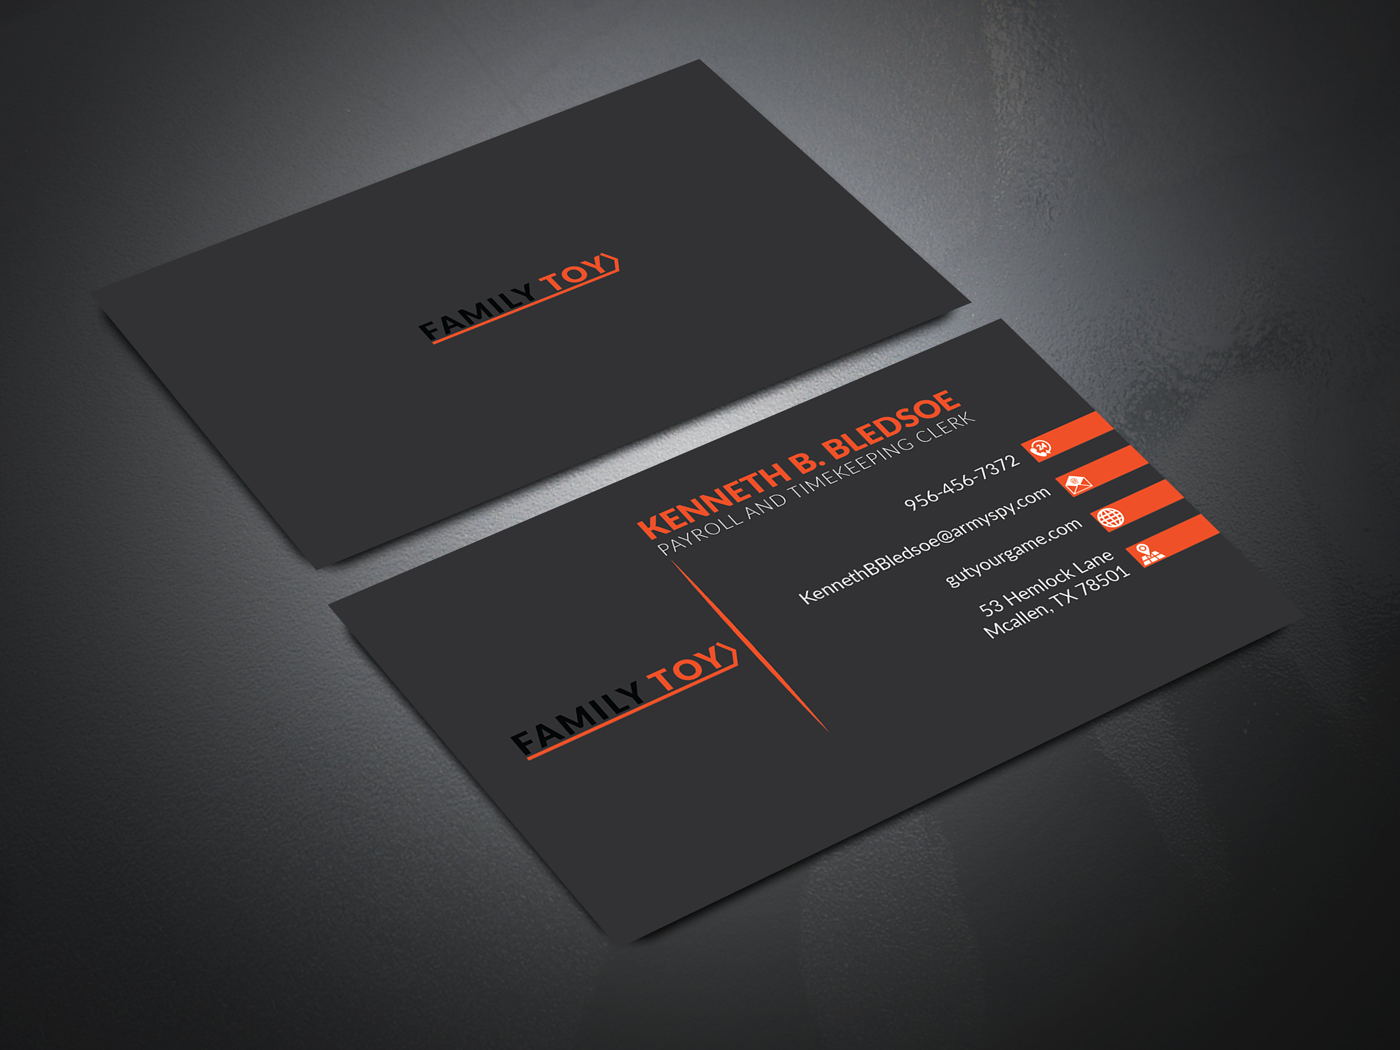 FAMILY TOY
KENNETH B. BLEDSOE
PAYROLL AND TIMEKEEPING CLERK
956-456-7372
KennethBBledsoe@armyspy.com
gutyourgame.com
53 Hemlock Lane
Mcallen, TX 78501
FAMILY TOY
24